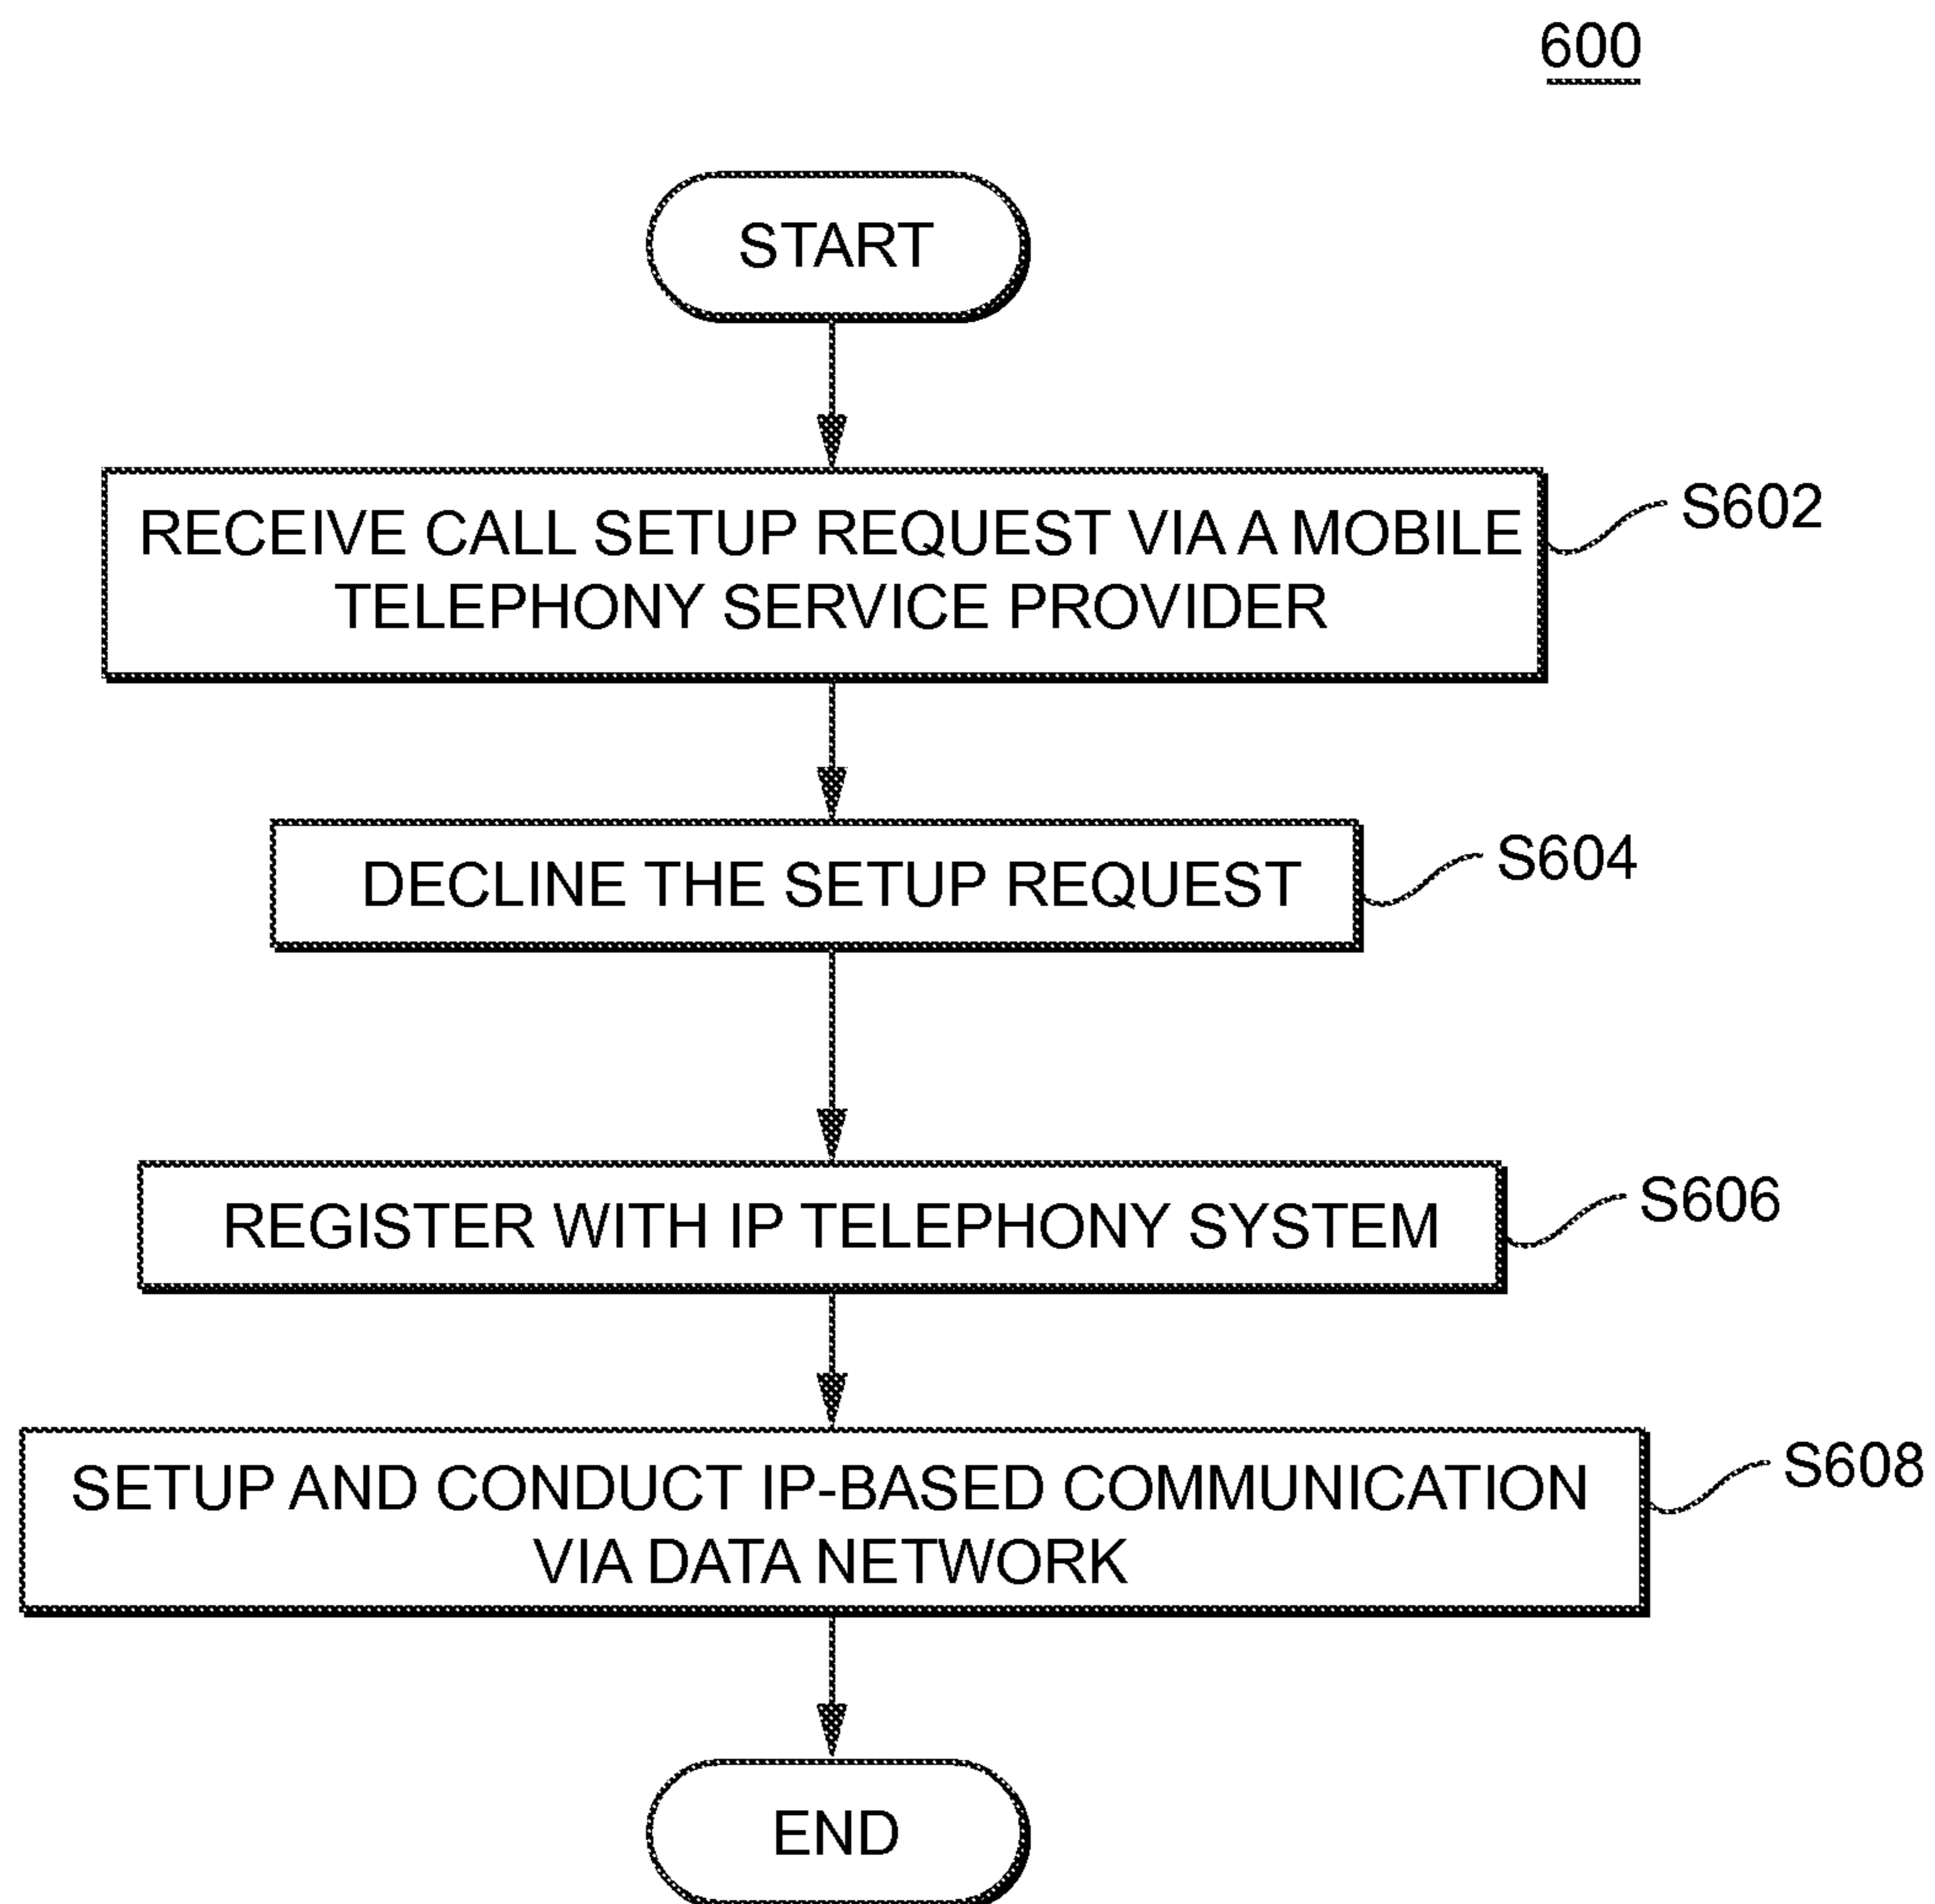 600
START
RECEIVE CALL SETUP REQUEST VIA A MOBILE
TELEPHONY SERVICE PROVIDER
S602
DECLINE THE SETUP REQUEST
S604
REGISTER WITH IP TELEPHONY SYSTEM
S606
SETUP AND CONDUCT IP-BASED COMMUNICATION
VIA DATA NETWORK
S608
END